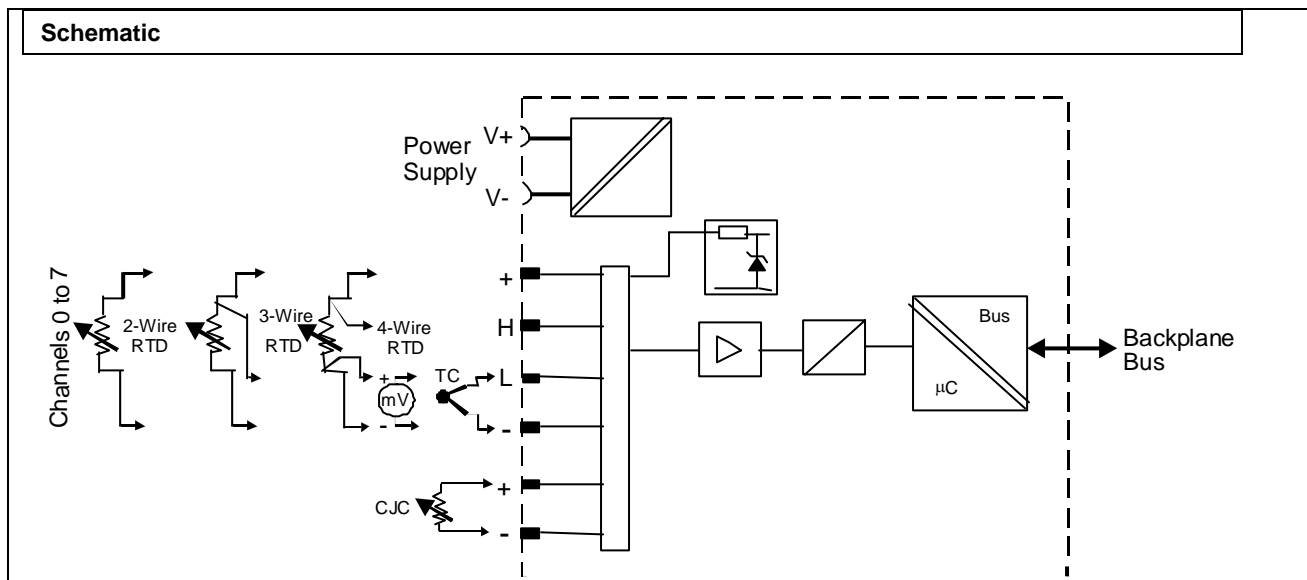 Schematic
Power
Supply
V+
V-
Channels 0 to 7
2-Wire
RTD
3-Wire
RTD
4-Wire
RTD
+
mV
-
TC
+
H
L
-
CJC
+
-
Bus
µC
Backplane
Bus